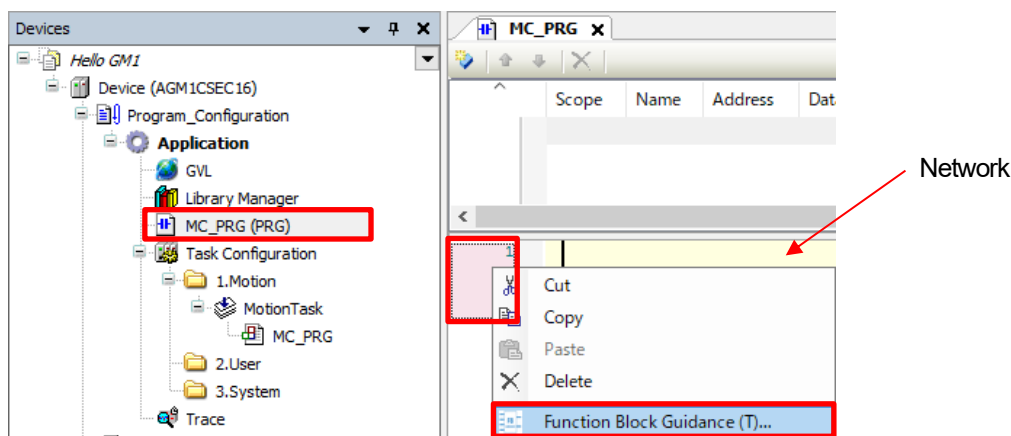 Devices
Hello GM1
Device (AGM1CSEC16)
Program_Configuration
Application
GVL
Library Manager
MC_PRG (PRG)
Task Configuration
1.Motion
MotionTask
MC_PRG
2.User
3.System
Trace
MC_PRG
Scope Name Address Dat
Network
1
Cut
Copy
Paste
Delete
Function Block Guidance (T)...